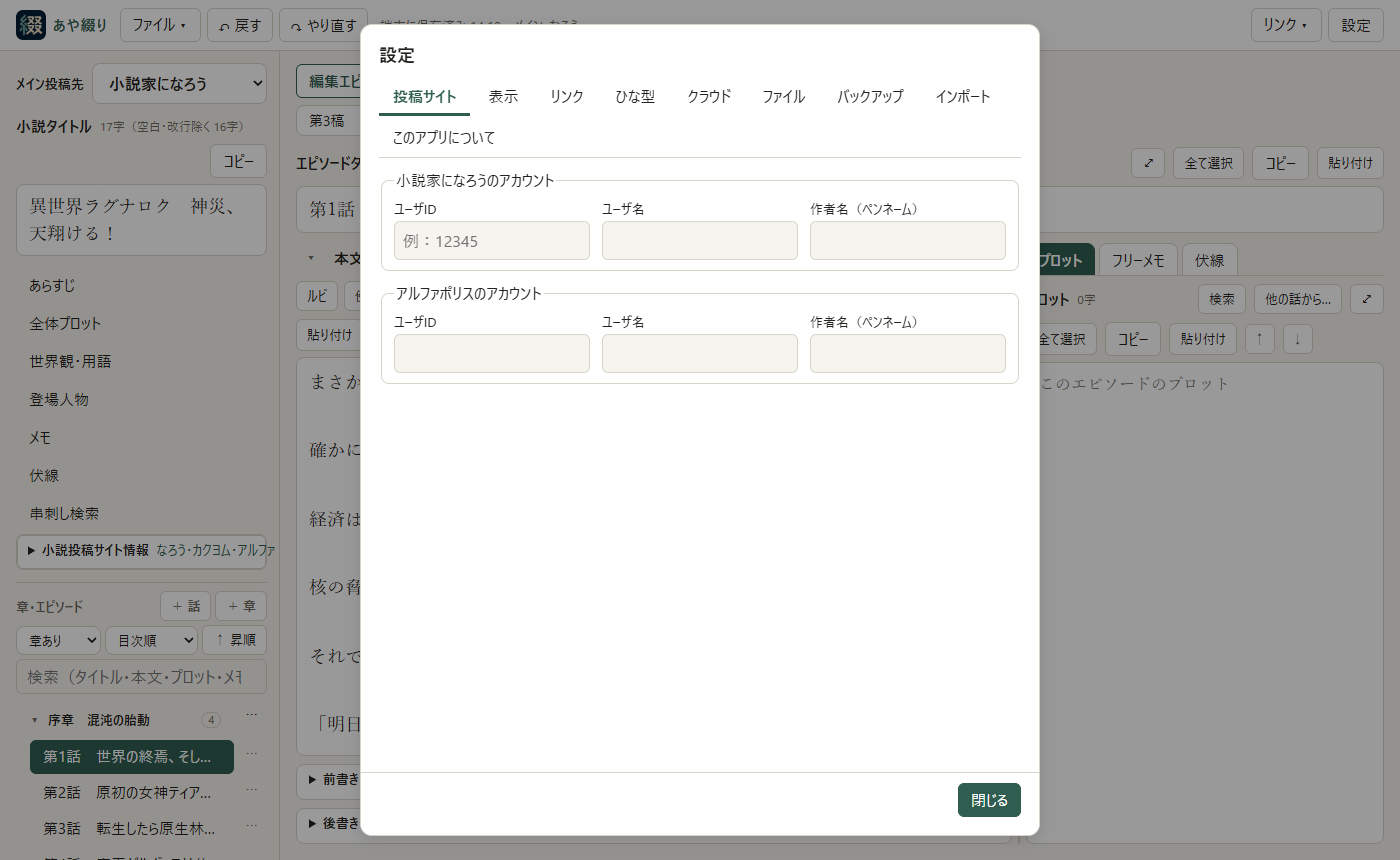 綴 あや綴り ファイル ▾ 戻す やり直す リンク ▾ 設定
設定
投稿サイト 表示 リンク ひな型 クラウド ファイル バックアップ インポート
このアプリについて
小説家になろうのアカウント
ユーザID ユーザ名 作者名（ペンネーム）
例：12345
アルファポリスのアカウント
ユーザID ユーザ名 作者名（ペンネーム）
閉じる
メイン投稿先 小説家になろう
小説タイトル 17字（空白・改行除く16字）
コピー
異世界ラグナロク　神災、
天翔ける！
あらすじ
全体プロット
世界観・用語
登場人物
メモ
伏線
串刺し検索
▶ 小説投稿サイト情報 なろう・カクヨム・アルファ
章・エピソード ＋ 話 ＋ 章
章あり 目次順 ↑ 昇順
検索（タイトル・本文・プロット・メモ
▾ 序章　混沌の胎動 4 …
第1話　世界の終焉、そし... …
第2話　原初の女神ティア... …
第3話　転生したら原生林... …
編集エピ
第3稿
エピソードタ
全て選択 コピー 貼り付け
第1話
▾ 本文
ルビ
貼り付け
まさか
確かに
経済は
核の脅
それで
「明日
▶ 前書き
▶ 後書き
プロット フリーメモ 伏線
ロット 0字 検索 他の話から...
全て選択 コピー 貼り付け ↑ ↓
このエピソードのプロット